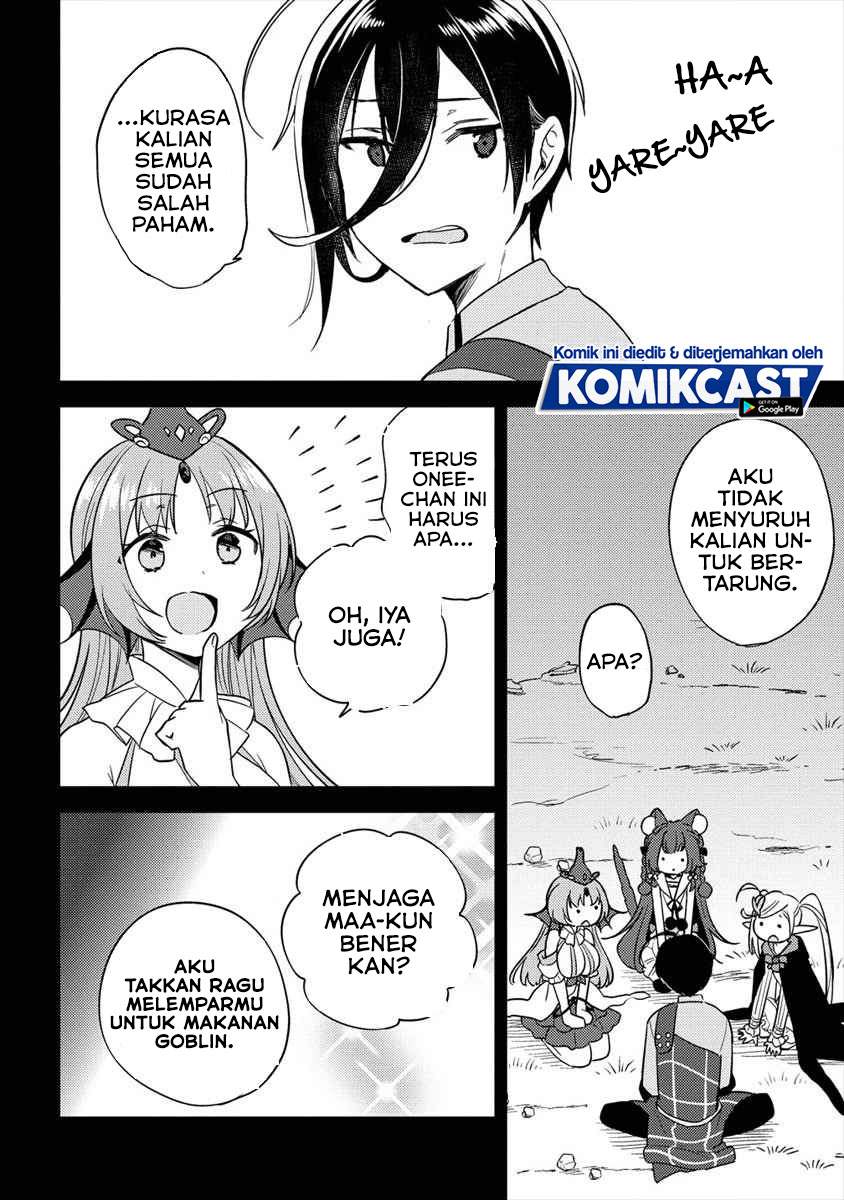 HA~A
YARE~YARE
...KURASA
KALIAN
SEMUA
SUDAH
SALAH
PAHAM.
Komik ini diedit & diterjemahkan oleh
KOMIKCAST
GET IT ON
Google Play
AKU
TIDAK
MENYURUH
KALIAN UN-
TUK BER-
TARUNG.
APA?
TERUS
ONEE-
CHAN INI
HARUS
APA...
OH, IYA
JUGA!
MENJAGA
MAA-KUN
BENER
KAN?
AKU
TAKKAN RAGU
MELEMPARMU
UNTUK MAKANAN
GOBLIN.